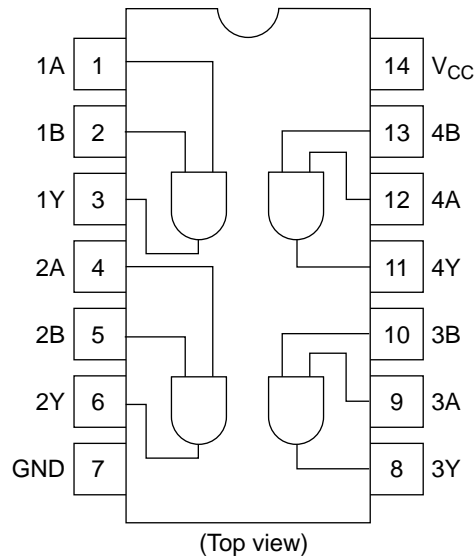 1A 1 14 VCC
1B 2 13 4B
1Y 3 12 4A
2A 4 11 4Y
2B 5 10 3B
2Y 6 9 3A
GND 7 8 3Y
(Top view)